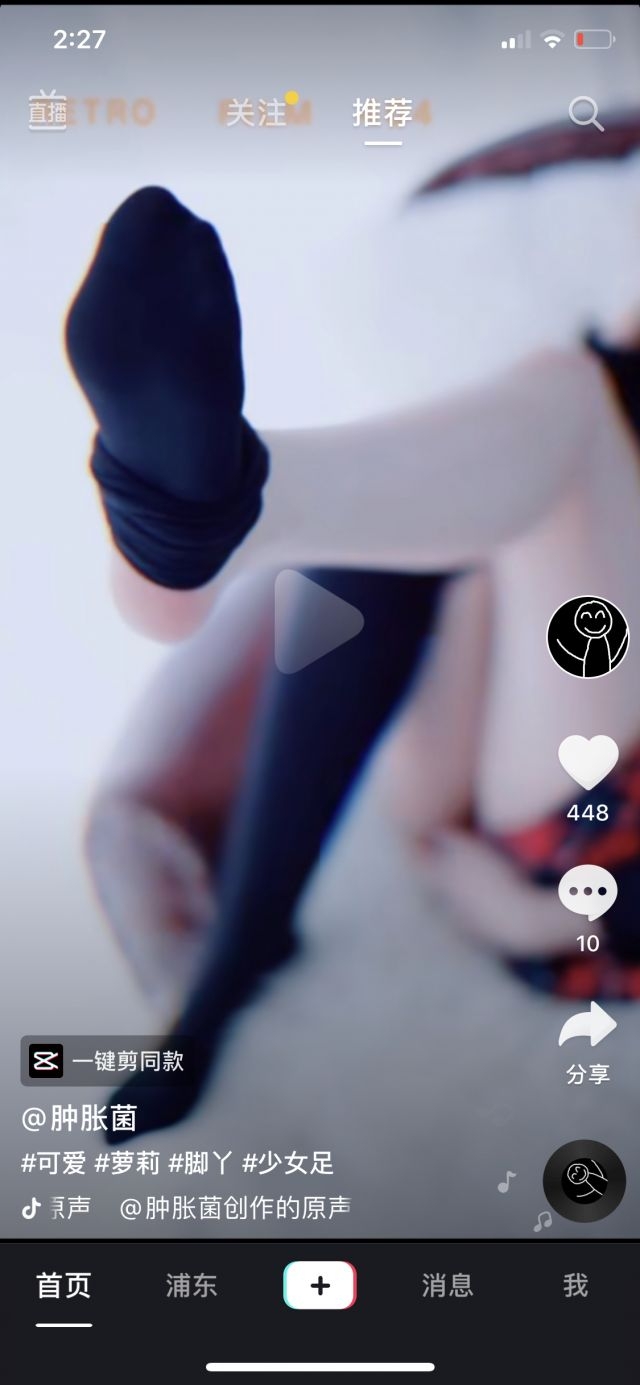 2:27
直播 关注 推荐
448
10
分享
一键剪同款
@肿胀菌
#可爱 #萝莉 #脚丫 #少女足
原声 @肿胀菌创作的原声
首页 浦东 消息 我